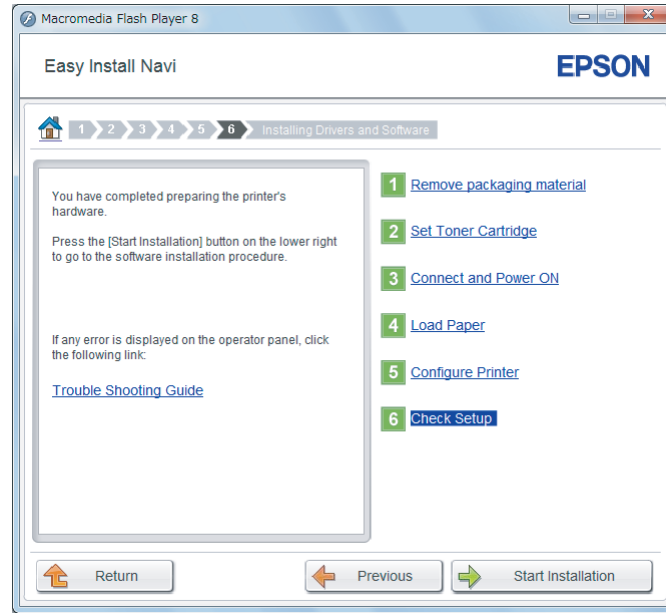 Macromedia Flash Player 8
Easy Install Navi
EPSON
1 2 3 4 5 6 Installing Drivers and Software
You have completed preparing the printer's
hardware.
Press the [Start Installation] button on the lower right
to go to the software installation procedure.
If any error is displayed on the operator panel, click
the following link:
Trouble Shooting Guide
1 Remove packaging material
2 Set Toner Cartridge
3 Connect and Power ON
4 Load Paper
5 Configure Printer
6 Check Setup
Return
Previous
Start Installation